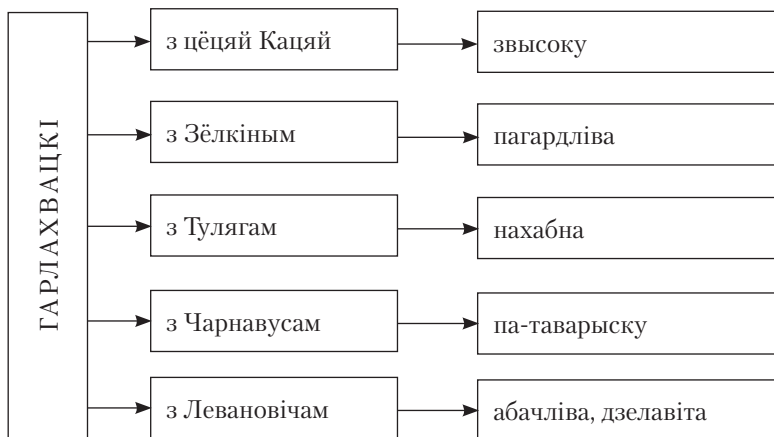 ГАРЛАХВАЦКІ
з цёцяй Кацяй
звысоку
з Зёлкіным
пагардліва
з Тулягам
нахабна
з Чарнавусам
па-таварыску
з Левановічам
абачліва, дзелавіта